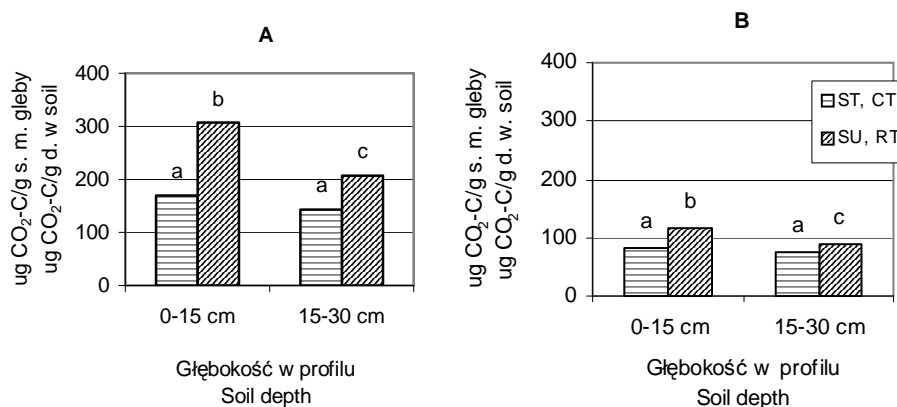 A
ug CO₂-C/g s. m. gleby
ug CO₂-C/g d. w. soil
400
300
200
100
0
a
b
a
c
0-15 cm
15-30 cm
Głębokość w profilu
Soil depth
B
ug CO₂-C/g s. m. gleby
ug CO₂-C/g d. w. soil
400
300
200
100
0
a
b
a
c
0-15 cm
15-30 cm
Głębokość w profilu
Soil depth
ST, CT
SU, RT